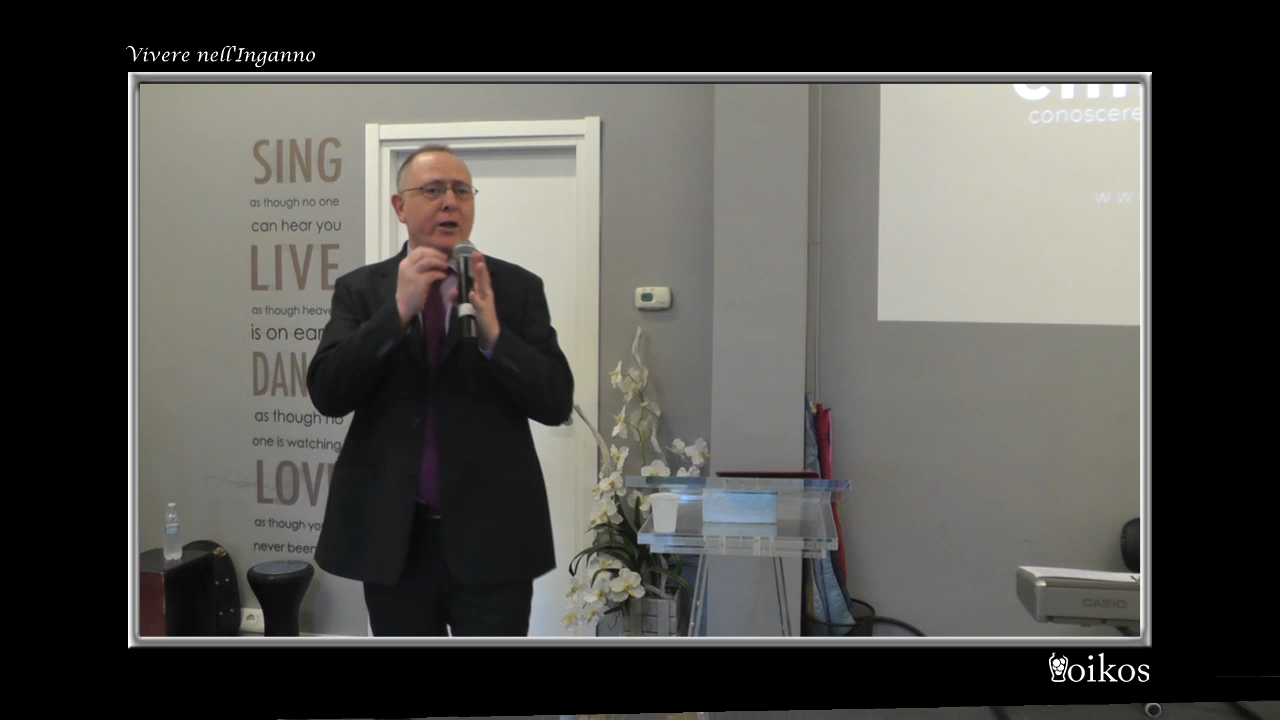 Vivere nell'Inganno
SING
as though no one
can hear you
LIVE
as though heave
is on ear
DAN
as though no
one is watching
LOV
as though yo
never been
conoscere
www
CASIO
oikos